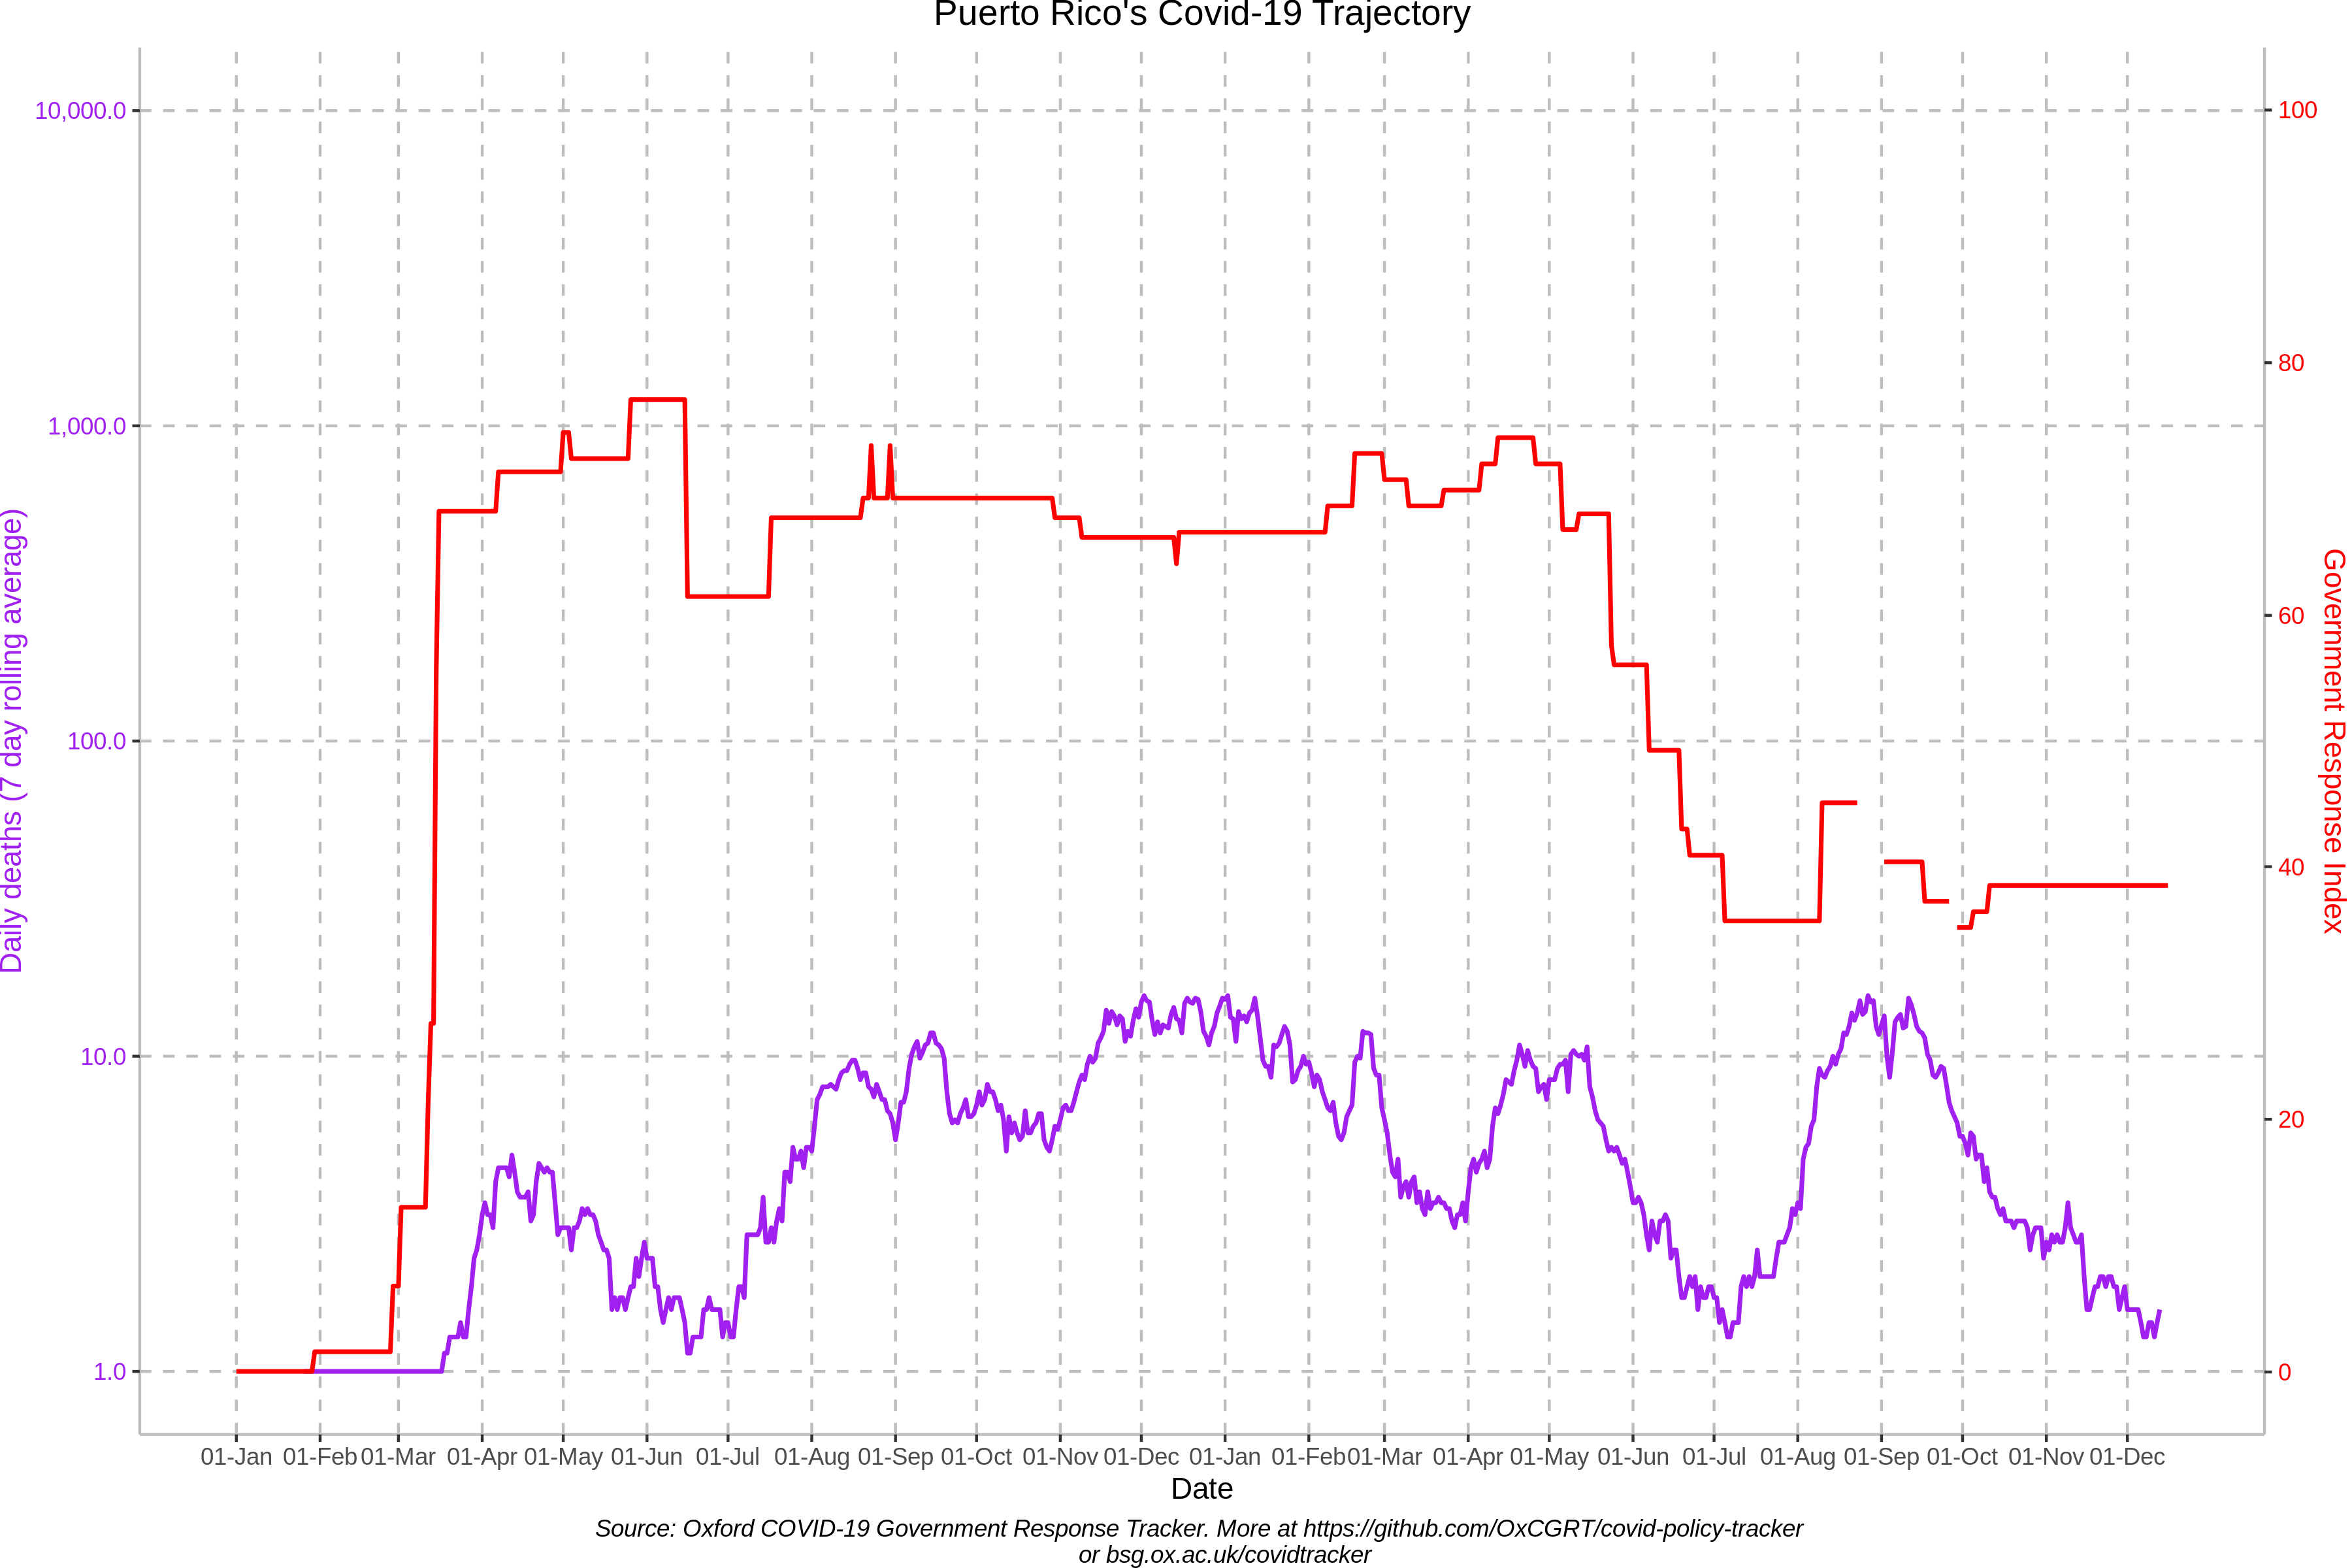 Puerto Rico's Covid-19 Trajectory
10,000.0
1,000.0
100.0
10.0
1.0
Daily deaths (7 day rolling average)
100
80
60
40
20
0
Government Response Index
01-Jan 01-Feb 01-Mar 01-Apr 01-May 01-Jun 01-Jul 01-Aug 01-Sep 01-Oct 01-Nov 01-Dec 01-Jan 01-Feb 01-Mar 01-Apr 01-May 01-Jun 01-Jul 01-Aug 01-Sep 01-Oct 01-Nov 01-Dec
Date
Source: Oxford COVID-19 Government Response Tracker. More at https://github.com/OxCGRT/covid-policy-tracker
or bsg.ox.ac.uk/covidtracker